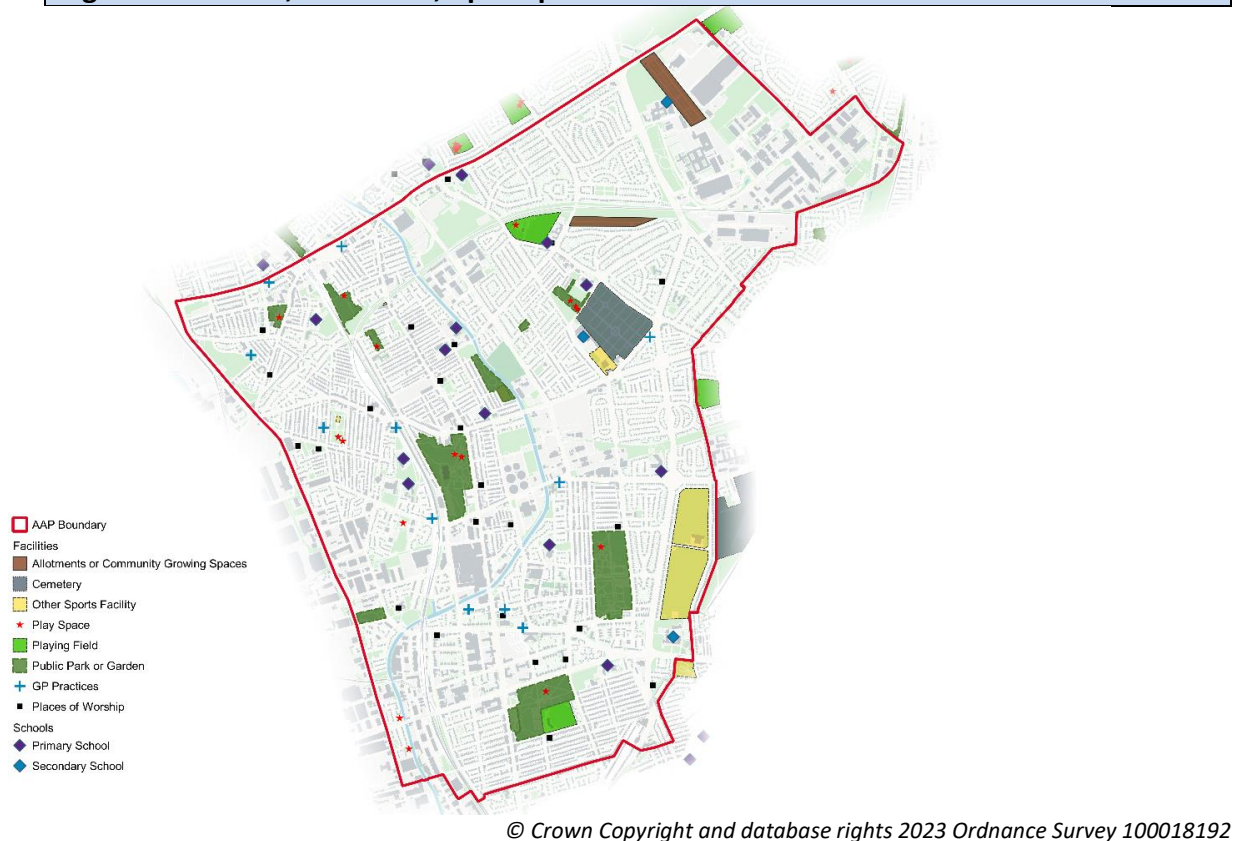 AAP Boundary
Facilities
Allotments or Community Growing Spaces
Cemetery
Other Sports Facility
Play Space
Playing Field
Public Park or Garden
GP Practices
Places of Worship
Schools
Primary School
Secondary School
© Crown Copyright and database rights 2023 Ordnance Survey 100018192